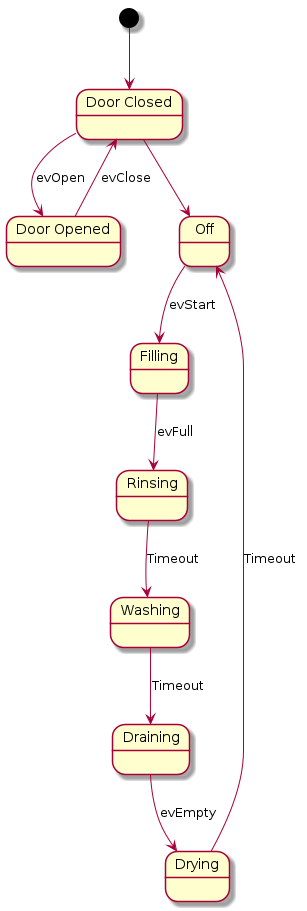 Door Closed
evOpen
evClose
Door Opened
Off
evStart
Filling
evFull
Rinsing
Timeout
Timeout
Washing
Timeout
Draining
evEmpty
Drying